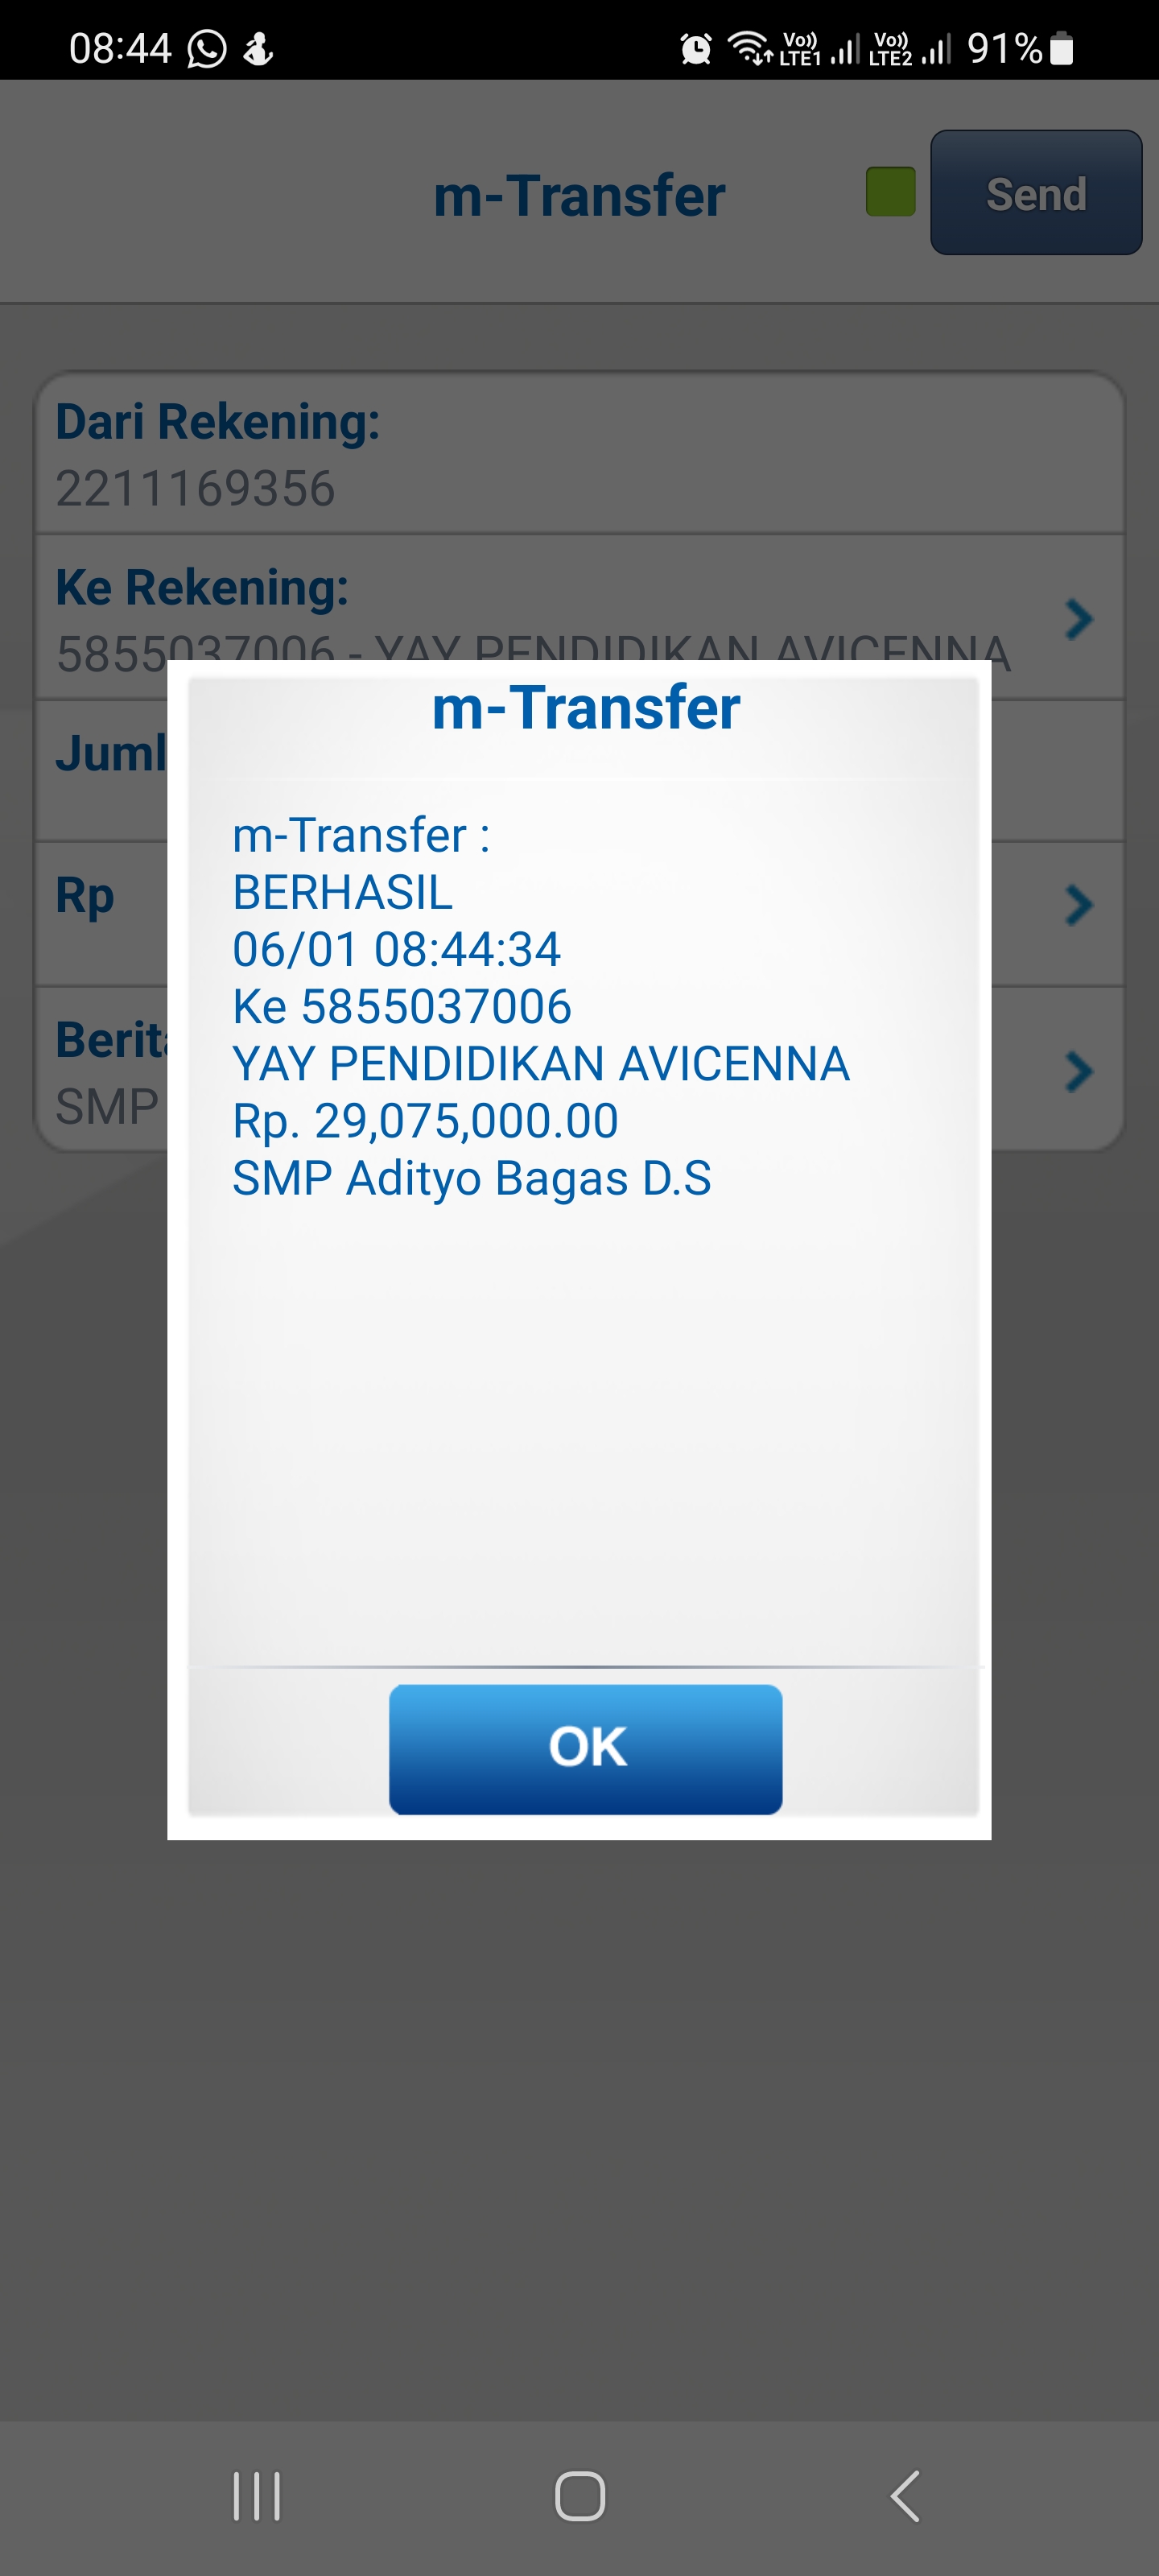 08:44
Vo)) LTE1 Vo)) LTE2 91%
m-Transfer
Send
Dari Rekening:
2211169356
Ke Rekening:
5855037006 - YAY PENDIDIKAN AVICENNA
m-Transfer
Juml
Rp
Berita
SMP
m-Transfer :
BERHASIL
06/01 08:44:34
Ke 5855037006
YAY PENDIDIKAN AVICENNA
Rp. 29,075,000.00
SMP Adityo Bagas D.S
OK